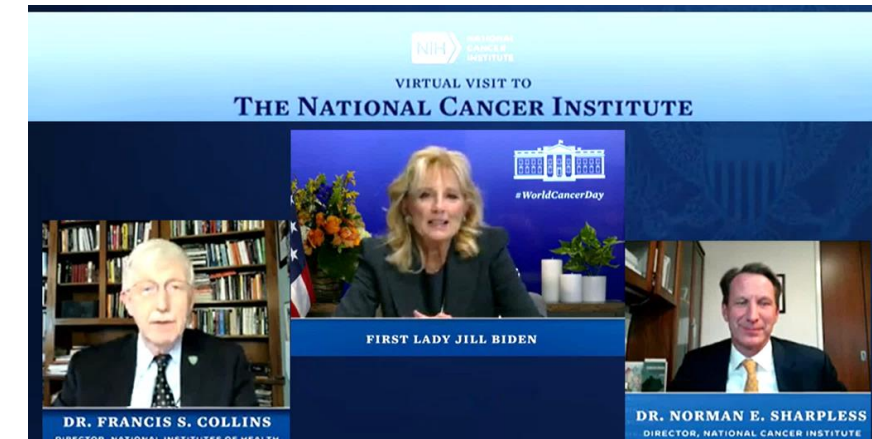 NIH
NATIONAL
CANCER
INSTITUTE
VIRTUAL VISIT TO
THE NATIONAL CANCER INSTITUTE
#WorldCancerDay
FIRST LADY JILL BIDEN
DR. FRANCIS S. COLLINS
DIRECTOR, NATIONAL INSTITUTES OF HEALTH
DR. NORMAN E. SHARPLESS
DIRECTOR, NATIONAL CANCER INSTITUTE